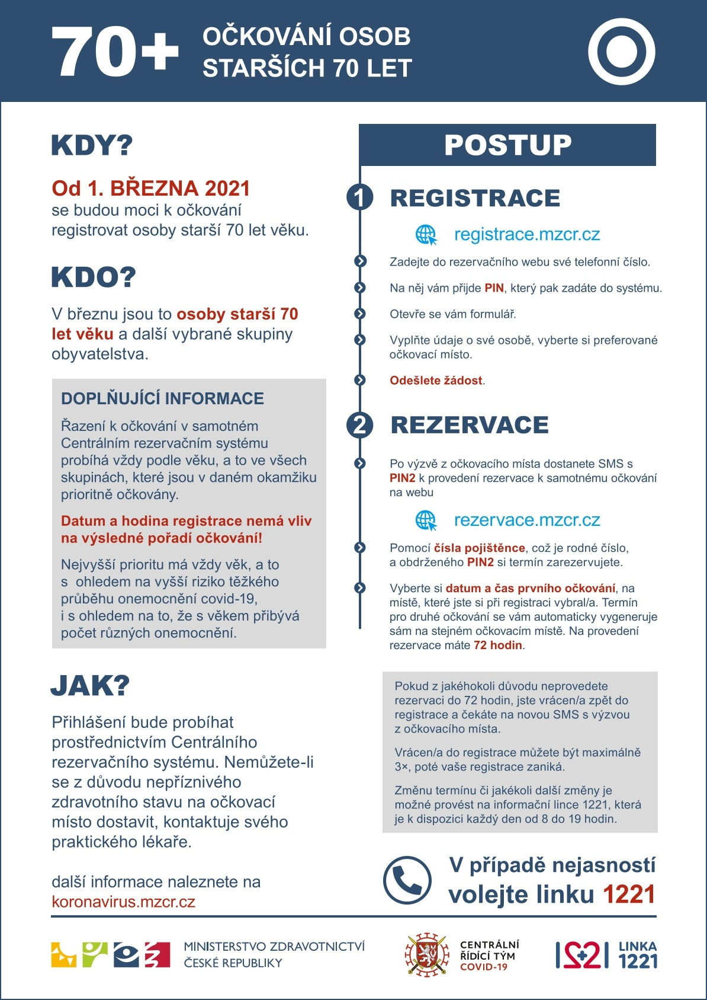 70+
OČKOVÁNÍ OSOB
STARŠÍCH 70 LET
KDY?
Od 1. BŘEZNA 2021
se budou moci k očkování
registrovat osoby starší 70 let věku.
KDO?
V březnu jsou to osoby starší 70
let věku a další vybrané skupiny
obyvatelstva.
DOPLŇUJÍCÍ INFORMACE
Řazení k očkování v samotném
Centrálním rezervačním systému
probíhá vždy podle věku, a to ve všech
skupinách, které jsou v daném okamžiku
prioritně očkovány.
Datum a hodina registrace nemá vliv
na výsledné pořadí očkování!
Nejvyšší prioritu má vždy věk, a to
s  ohledem na vyšší riziko těžkého
průběhu onemocnění covid-19,
i s ohledem na to, že s věkem přibývá
počet různých onemocnění.
JAK?
Přihlášení bude probíhat
prostřednictvím Centrálního
rezervačního systému. Nemůžete-li
se z důvodu nepříznivého
zdravotního stavu na očkovací
místo dostavit, kontaktuje svého
praktického lékaře.
další informace naleznete na
koronavirus.mzcr.cz
POSTUP
1 REGISTRACE
registrace.mzcr.cz
Zadejte do rezervačního webu své telefonní číslo.
Na něj vám přijde PIN, který pak zadáte do systému.
Otevře se vám formulář.
Vyplňte údaje o své osobě, vyberte si preferované
očkovací místo.
Odešlete žádost.
2 REZERVACE
Po výzvě z očkovacího místa dostanete SMS s
PIN2 k provedení rezervace k samotnému očkování
na webu
rezervace.mzcr.cz
Pomocí čísla pojištěnce, což je rodné číslo,
a obdrženého PIN2 si termín zarezervujete.
Vyberte si datum a čas prvního očkování, na
místě, které jste si při registraci vybral/a. Termín
pro druhé očkování se vám automaticky vygeneruje
sám na stejném očkovacím místě. Na provedení
rezervace máte 72 hodin.
Pokud z jakéhokoli důvodu neprovedete
rezervaci do 72 hodin, jste vrácen/a zpět do
registrace a čekáte na novou SMS s výzvou
z očkovacího místa.
Vrácen/a do registrace můžete být maximálně
3×, poté vaše registrace zaniká.
Změnu termínu či jakékoli další změny je
možné provést na informační lince 1221, která
je k dispozici každý den od 8 do 19 hodin.
V případě nejasností
volejte linku 1221
MINISTERSTVO ZDRAVOTNICTVÍ
ČESKÉ REPUBLIKY
CENTRÁLNÍ
ŘÍDÍCÍ TÝM
COVID-19
1221
LINKA
1221